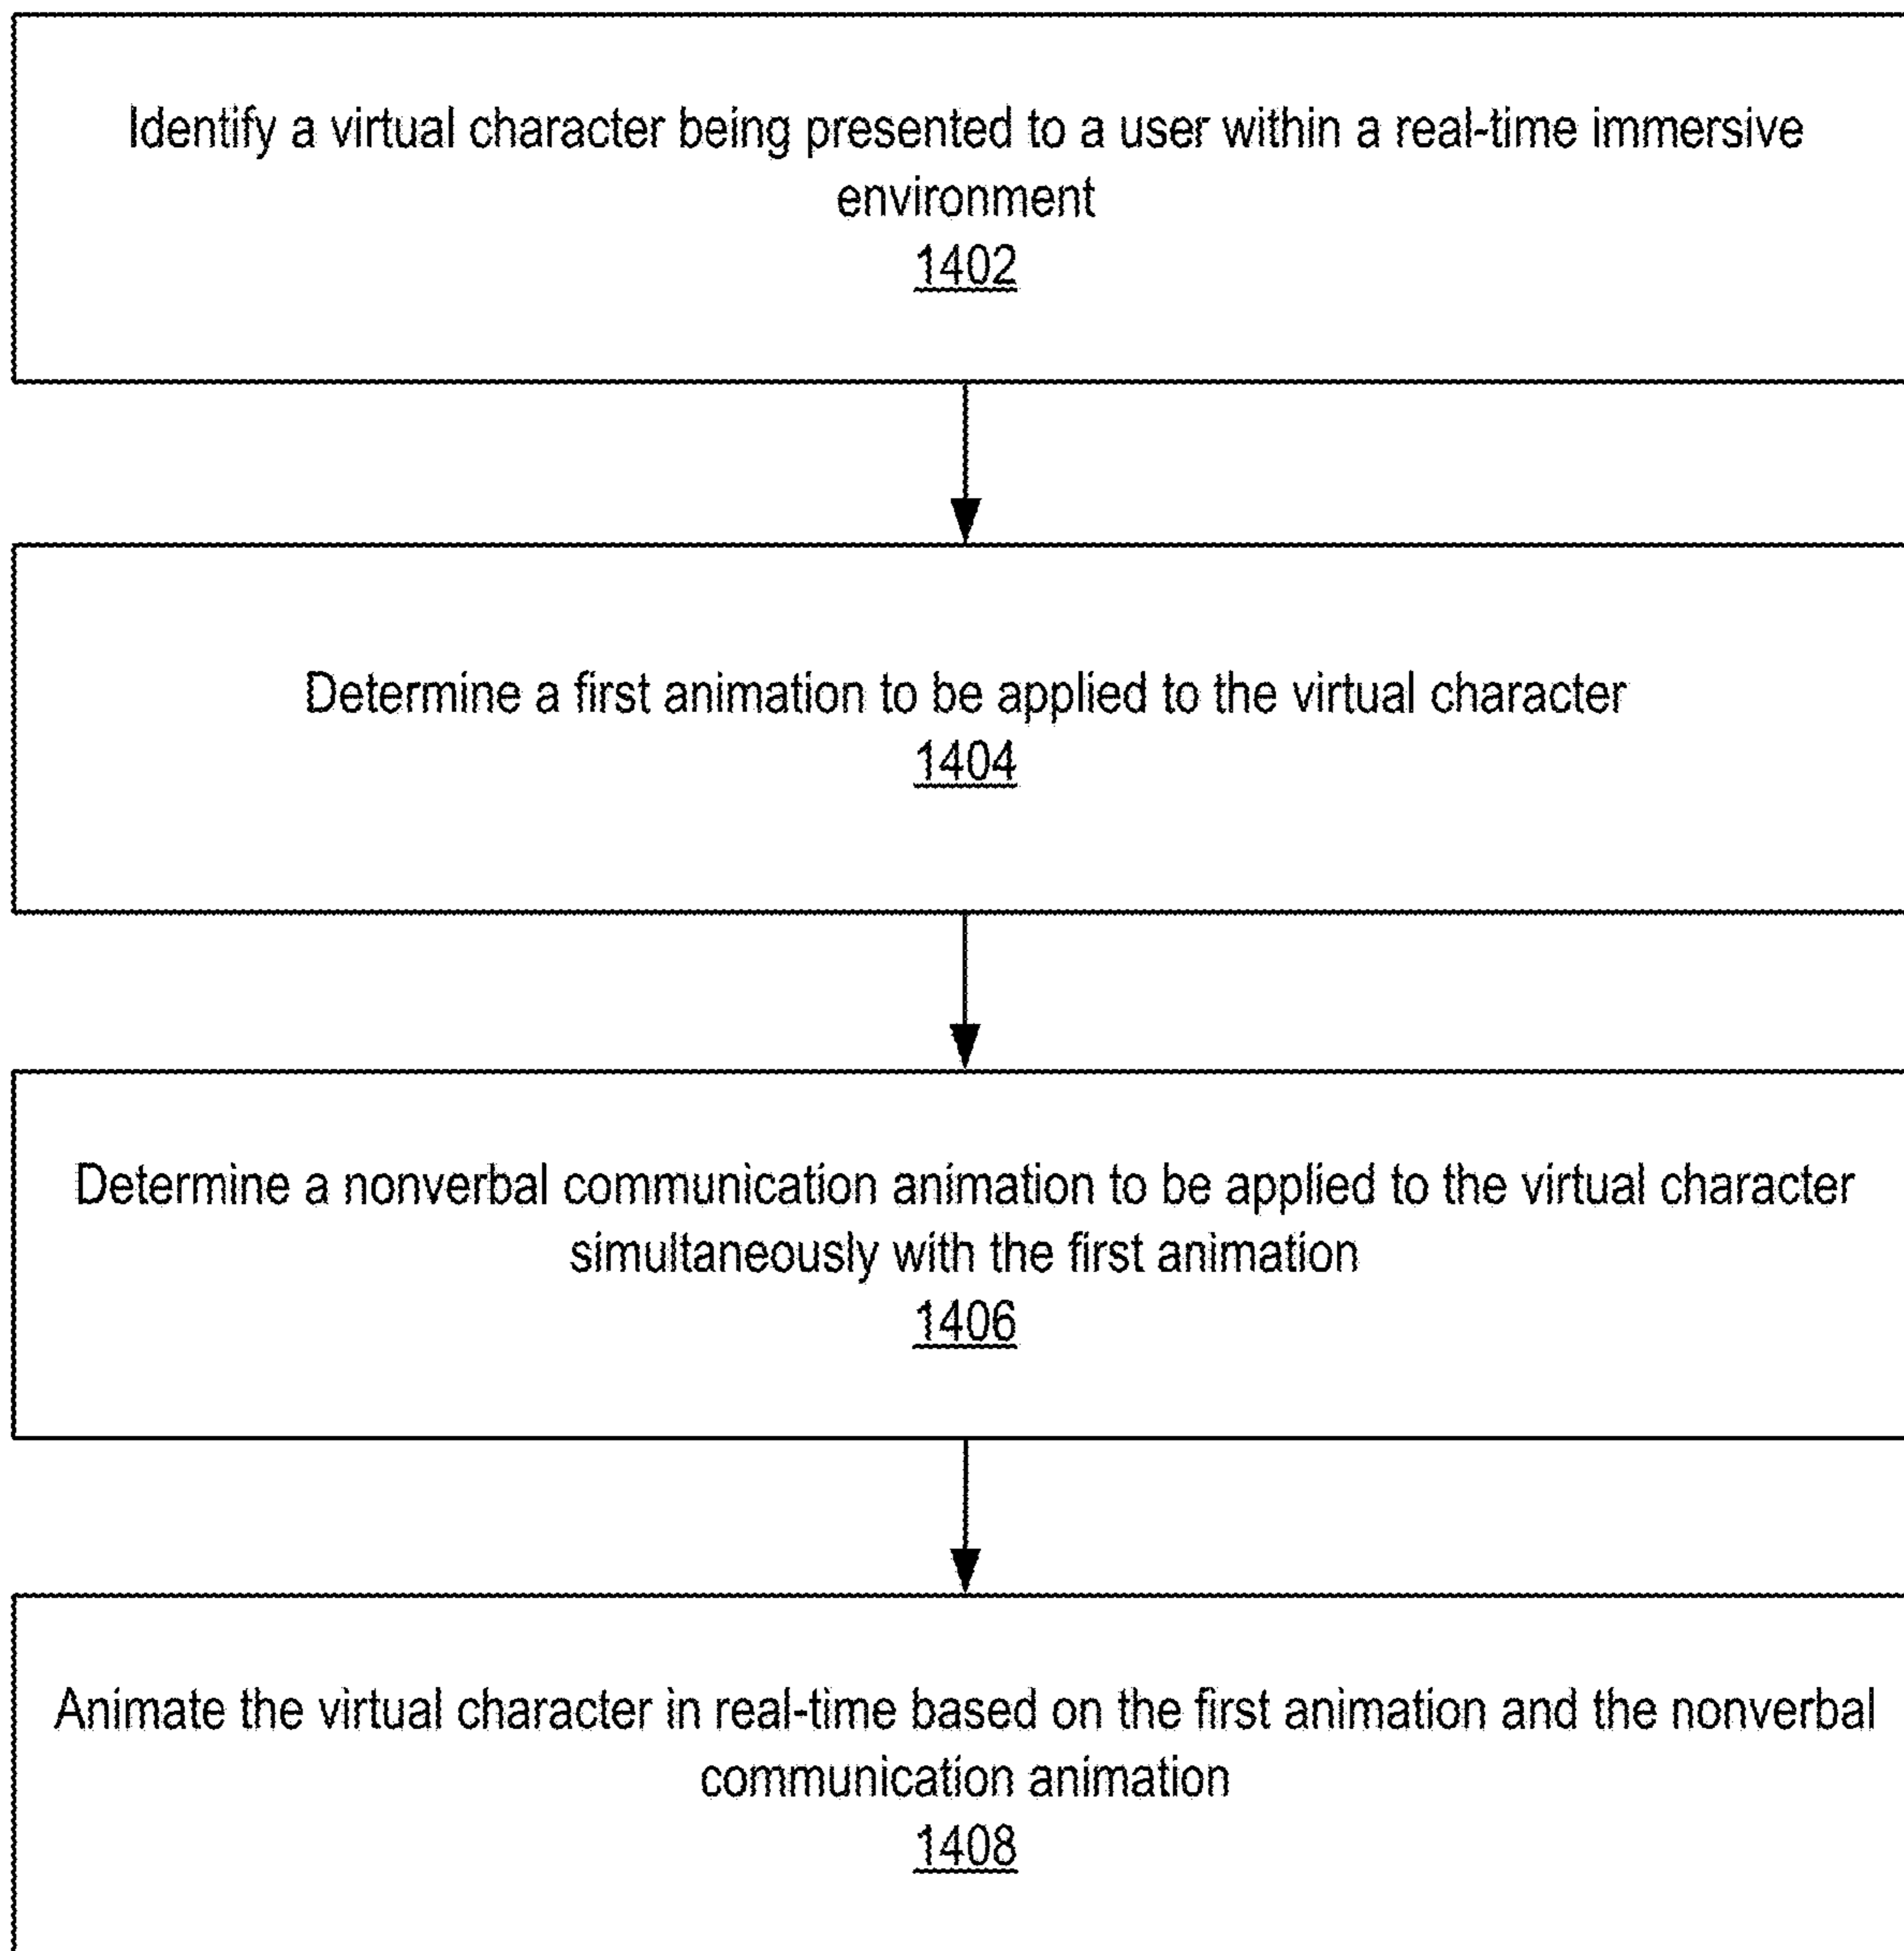 Identify a virtual character being presented to a user within a real-time immersive
environment
1402
Determine a first animation to be applied to the virtual character
1404
Determine a nonverbal communication animation to be applied to the virtual character
simultaneously with the first animation
1406
Animate the virtual character in real-time based on the first animation and the nonverbal
communication animation
1408